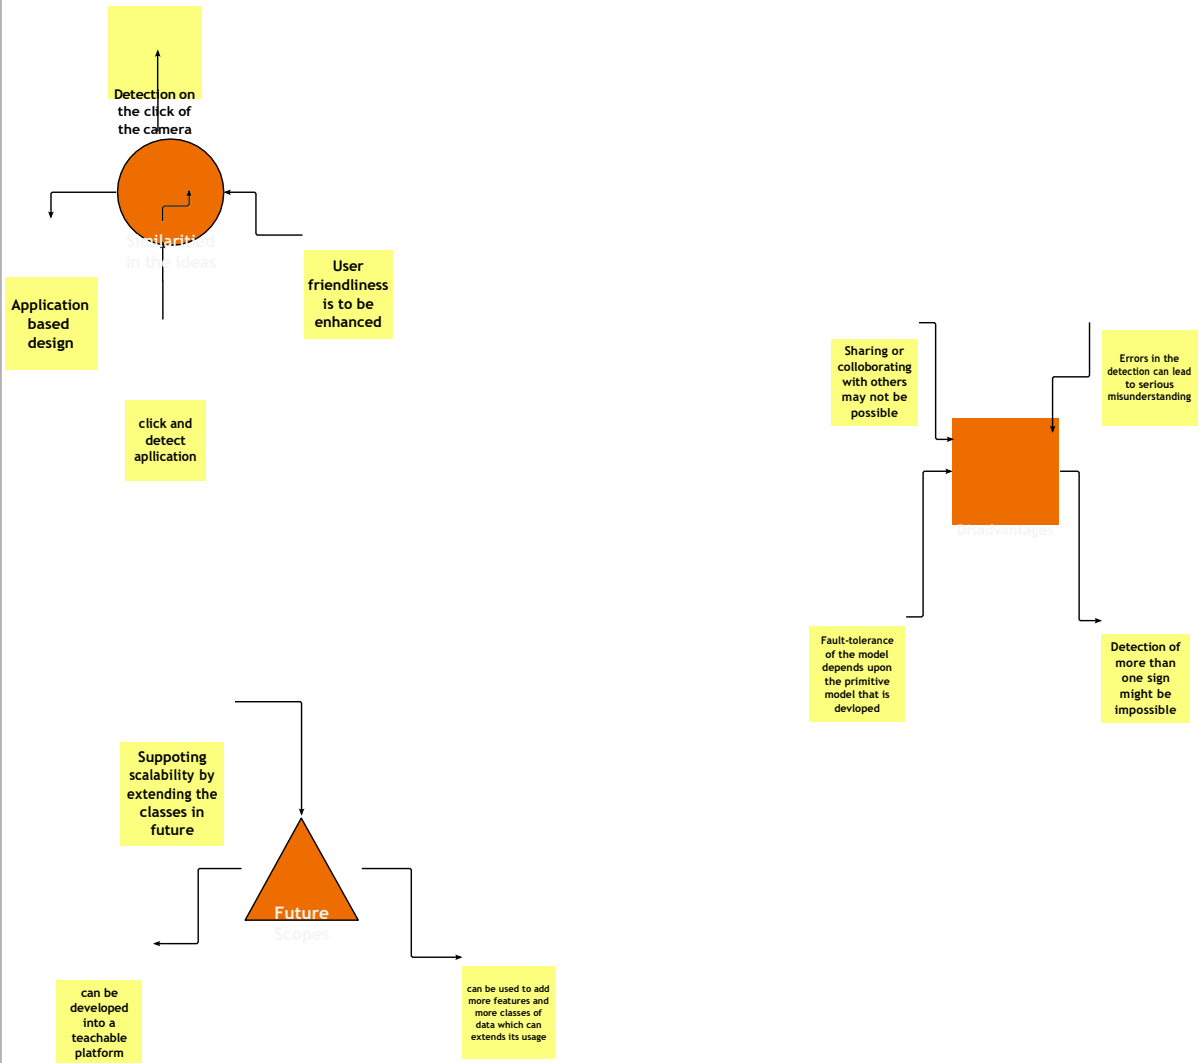 Detection on
the click of
the camera
Similaritied
in the ideas
User
friendliness
is to be
enhanced
Application
based
design
click and
detect
apllication
Sharing or
colloborating
with others
may not be
possible
Errors in the
detection can lead
to serious
misunderstanding
Disadvantages
Fault-tolerance
of the model
depends upon
the primitive
model that is
devloped
Detection of
more than
one sign
might be
impossible
Suppoting
scalability by
extending the
classes in
future
Future
Scopes
can be
developed
into a
teachable
platform
can be used to add
more features and
more classes of
data which can
extends its usage